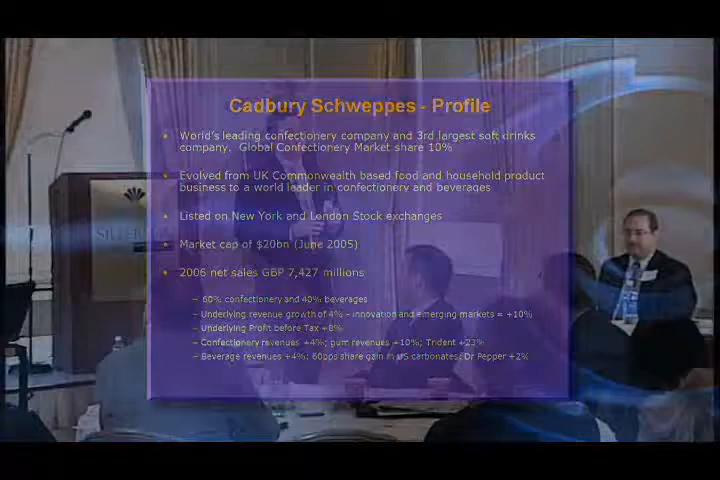 Cadbury Schweppes - Profile
• World's leading confectionery company and 3rd largest soft drinks
company. Global Confectionery Market share 10%
• Evolved from UK Commonwealth based food and household product
business to a world leader in confectionery and beverages
• Listed on New York and London Stock exchanges
• Market cap of $20bn (June 2005)
• 2006 net sales GBP 7,427 millions
– 60% confectionery and 40% beverages
– Underlying revenue growth of 4% – innovation and emerging markets = +10%
– Underlying Profit before Tax +8%
– Confectionery revenues +4%; gum revenues +10%; Trident +23%
– Beverage revenues +4%: 60bps share gain in US carbonates; Dr Pepper +2%